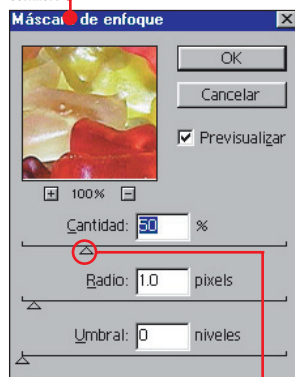 Máscara de enfoque
OK
Cancelar
Previsualizar
100%
Cantidad: 50 %
Radio: 1.0 pixels
Umbral: 0 niveles